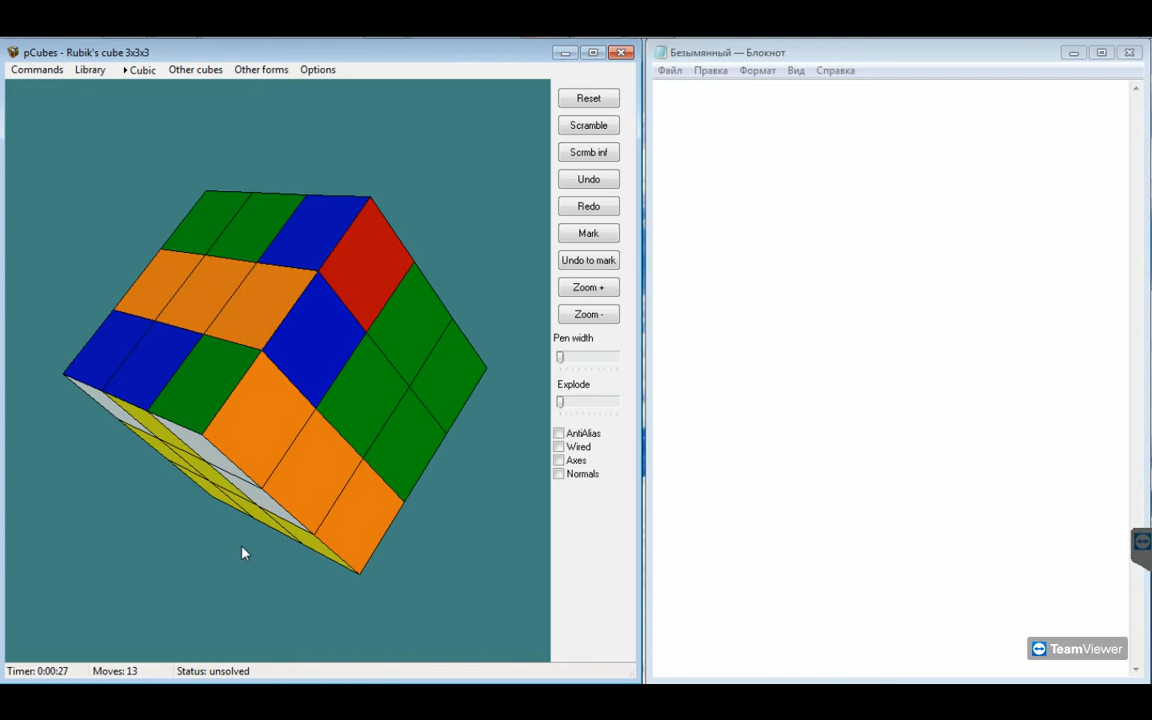 pCubes - Rubik's cube 3x3x3
Commands Library Cubic Other cubes Other forms Options
Reset
Scramble
Scrmb inf
Undo
Redo
Mark
Undo to mark
Zoom +
Zoom -
Pen width
Explode
AntiAlias
Wired
Axes
Normals
Timer: 0:00:27 Moves: 13 Status: unsolved
Безымянный — Блокнот
Файл Правка Формат Вид Справка
TeamViewer